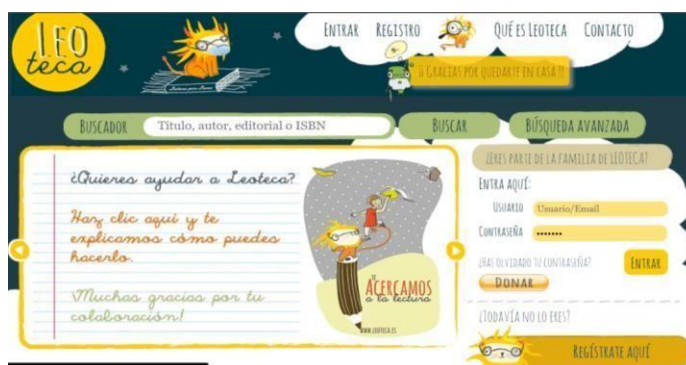 LEO
teca
ENTRAR REGISTRO QUÉ ES LEOTECA CONTACTO
¡¡ GRACIAS POR QUEDARTE EN CASA !!
BUSCADOR Título, autor, editorial o ISBN BUSCAR BÚSQUEDA AVANZADA
¿Quieres ayudar a Leoteca?
Haz clic aquí y te
explicamos cómo puedes
hacerlo.
¡Muchas gracias por tu
colaboración!
TE
ACERCAMOS
a la lectura
WWW.LEOTECA.ES
¿ERES PARTE DE LA FAMILIA DE LEOTECA?
ENTRA AQUÍ:
USUARIO Usuario/Email
CONTRASEÑA •••••••
¿HAS OLVIDADO TU CONTRASEÑA? ENTRAR
DONAR
¿TODAVÍA NO LO ERES?
REGÍSTRATE AQUÍ